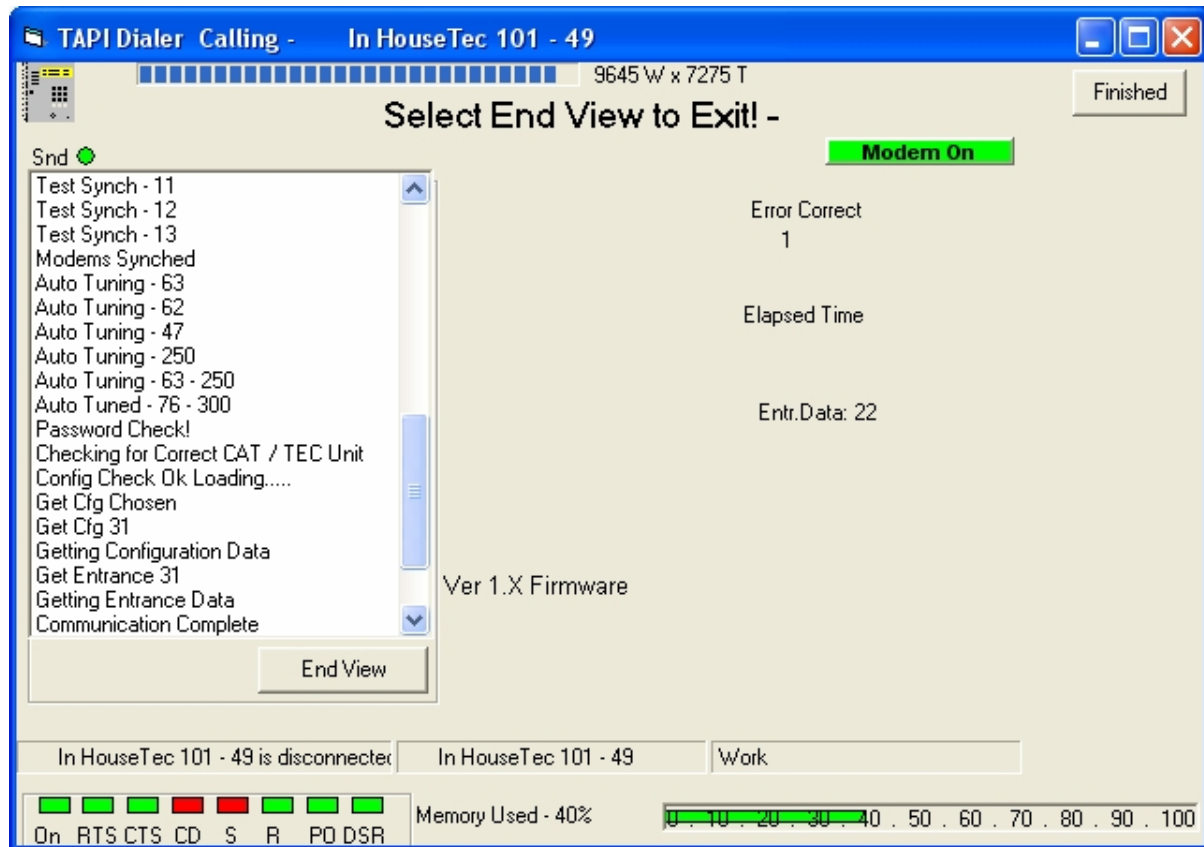 TAPI Dialer Calling - In HouseTec 101 - 49
9645 W x 7275 T
Finished
Select End View to Exit! -
Snd
Modem On
Test Synch - 11
Test Synch - 12
Test Synch - 13
Modems Synched
Auto Tuning - 63
Auto Tuning - 62
Auto Tuning - 47
Auto Tuning - 250
Auto Tuning - 63 - 250
Auto Tuned - 76 - 300
Password Check!
Checking for Correct CAT / TEC Unit
Config Check Ok Loading.....
Get Cfg Chosen
Get Cfg 31
Getting Configuration Data
Get Entrance 31
Getting Entrance Data
Communication Complete
Error Correct
1
Elapsed Time
Entr.Data: 22
Ver 1.X Firmware
End View
In HouseTec 101 - 49 is disconnected
In HouseTec 101 - 49
Work
On RTS CTS CD S R PO DSR
Memory Used - 40%
0 . 10 . 20 . 30 . 40 . 50 . 60 . 70 . 80 . 90 . 100